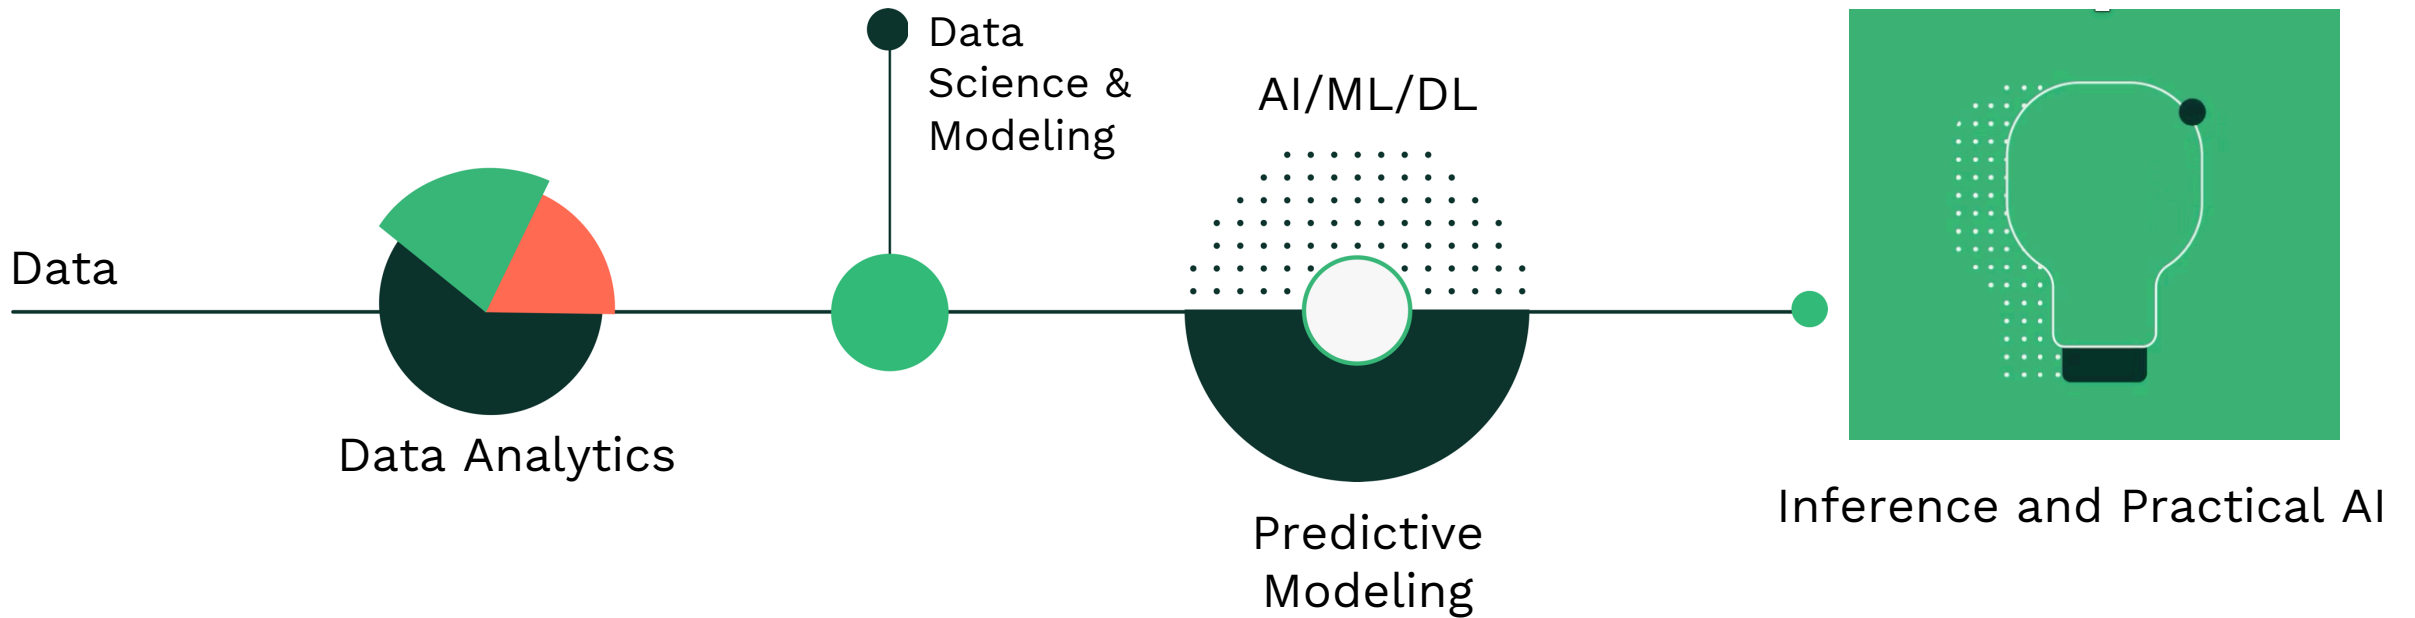 Data
Data Analytics
Data
Science &
Modeling
AI/ML/DL
Predictive
Modeling
Inference and Practical AI